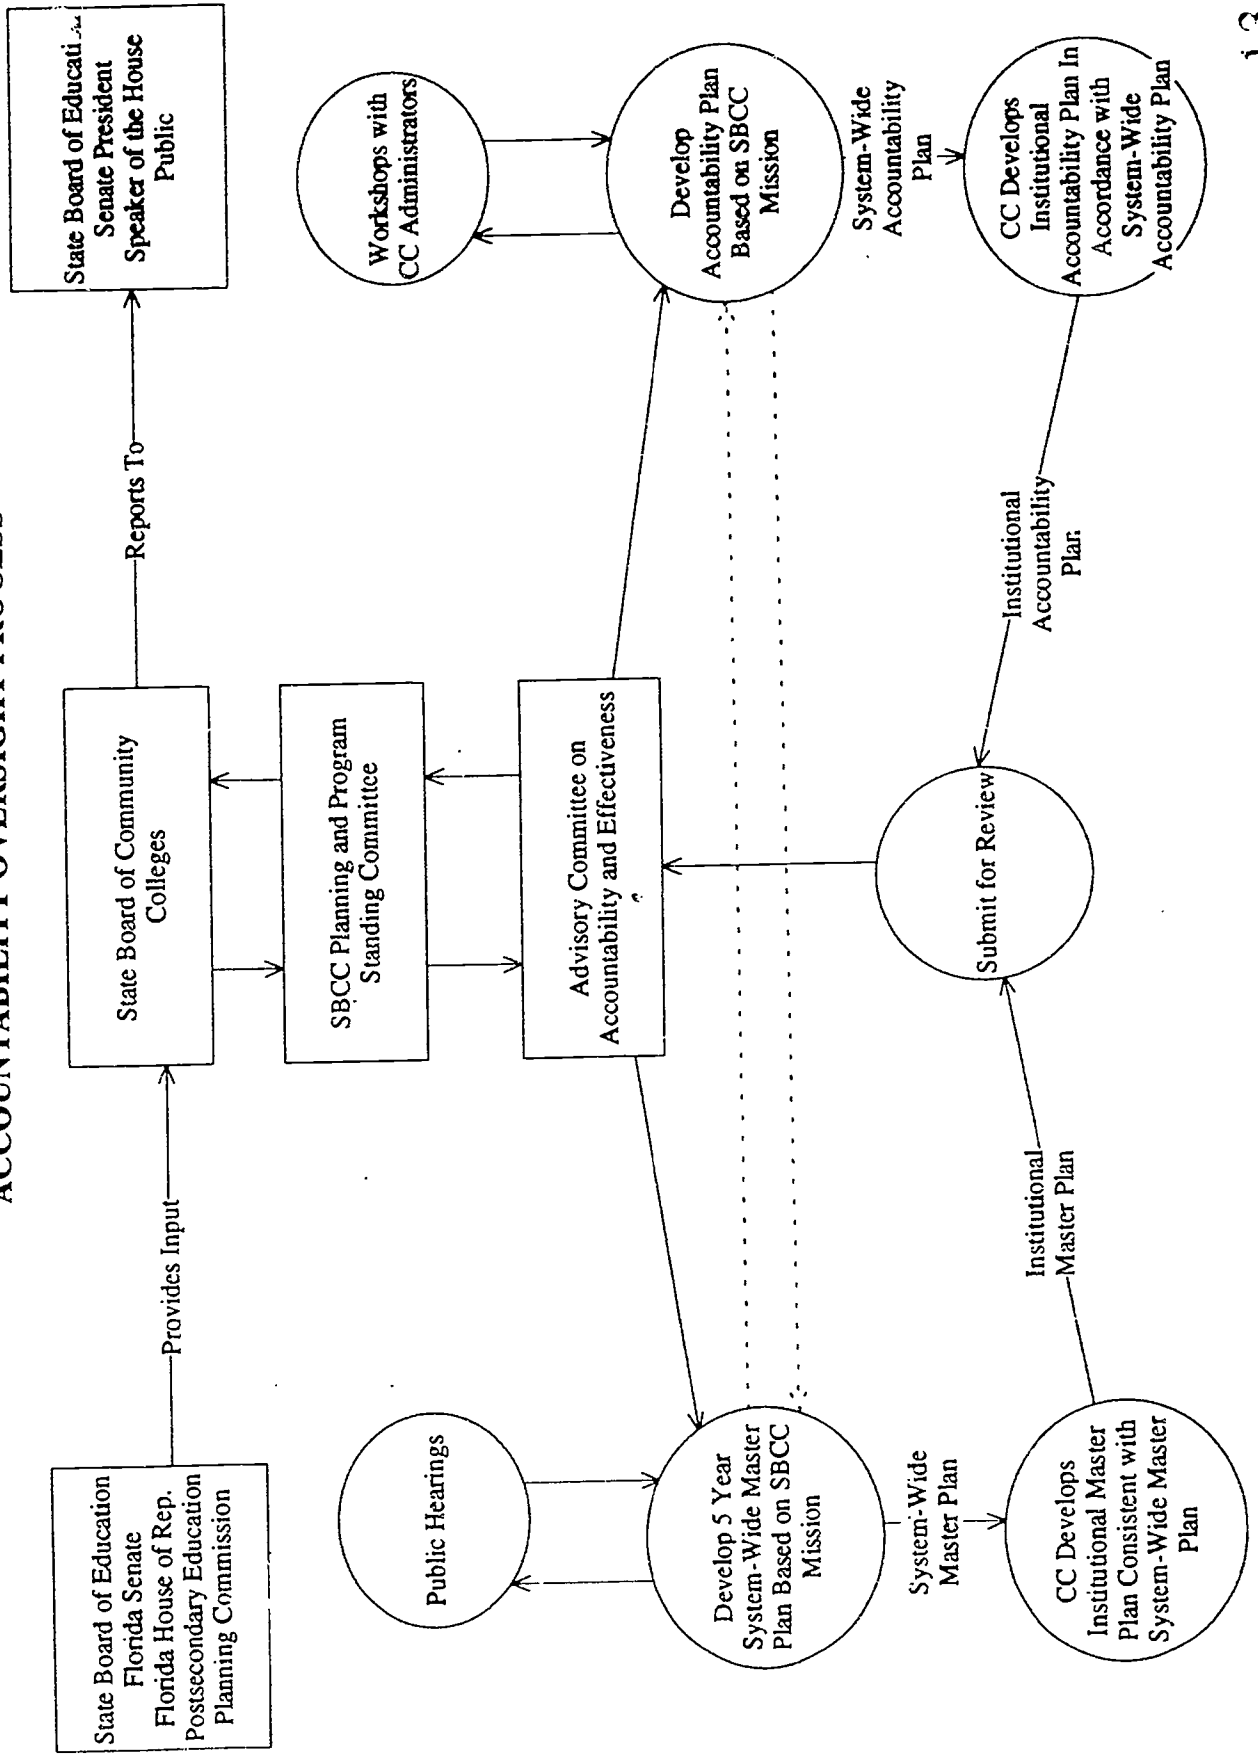 ACCOUNTABILITY OVERSIGHT PROCESS
State Board of Education
Florida Senate
Florida House of Rep.
Postsecondary Education
Planning Commission
Provides Input
State Board of Community
Colleges
Reports To
State Board of
Senate President
Speaker of the House
Public
SBCC Planning and Program
Standing Committee
Public Hearings
Advisory Committee on
Accountability and Effectiveness
Workshops with
CC Administrators
Develop 5 Year
System-Wide Master
Plan Based on SBCC
Mission
Develop
Accountability Plan
Based on SBCC
Mission
System-Wide
Master Plan
System-Wide
Accountability
Plan
CC Develops
Institutional Master
Plan Consistent with
System-Wide Master
Plan
Institutional
Master Plan
Submit for Review
Institutional
Accountability
Plan
CC Develops
Institutional
Accountability Plan In
Accordance with
System-Wide
Accountability Plan